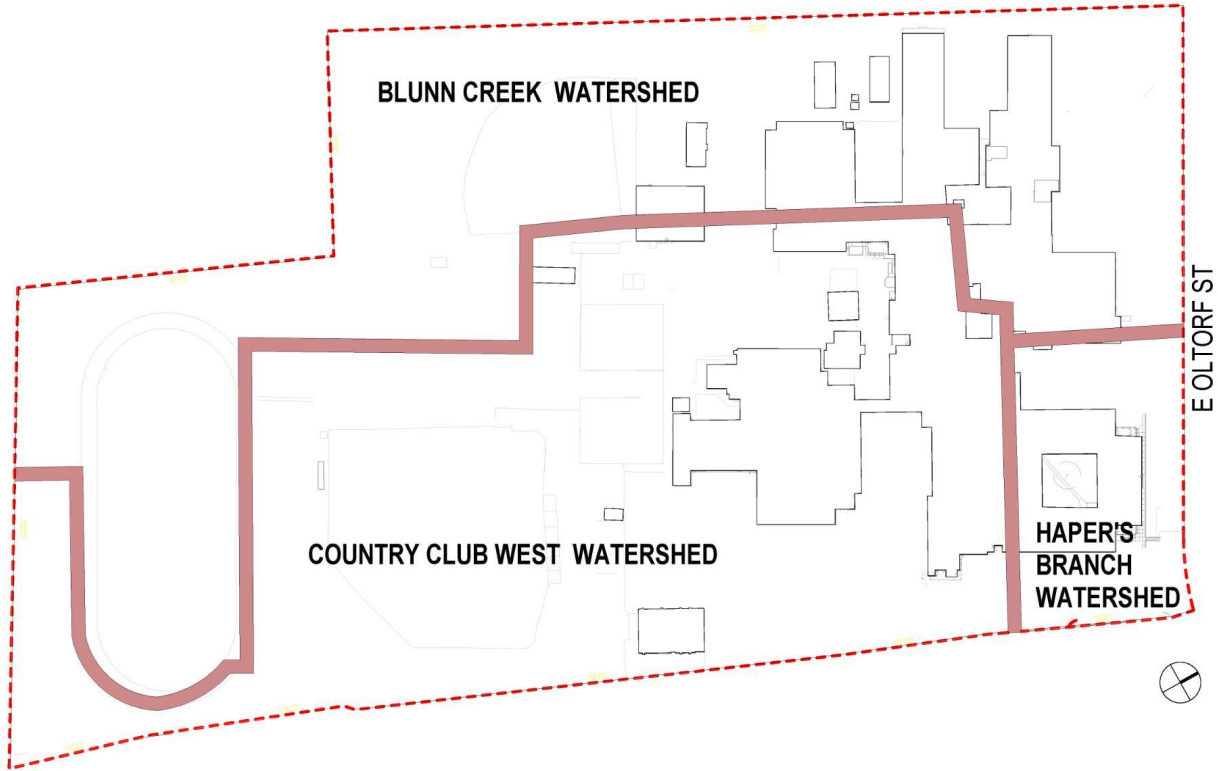 BLUNN CREEK WATERSHED
E OLTORF ST
COUNTRY CLUB WEST WATERSHED
HAPER'S
BRANCH
WATERSHED